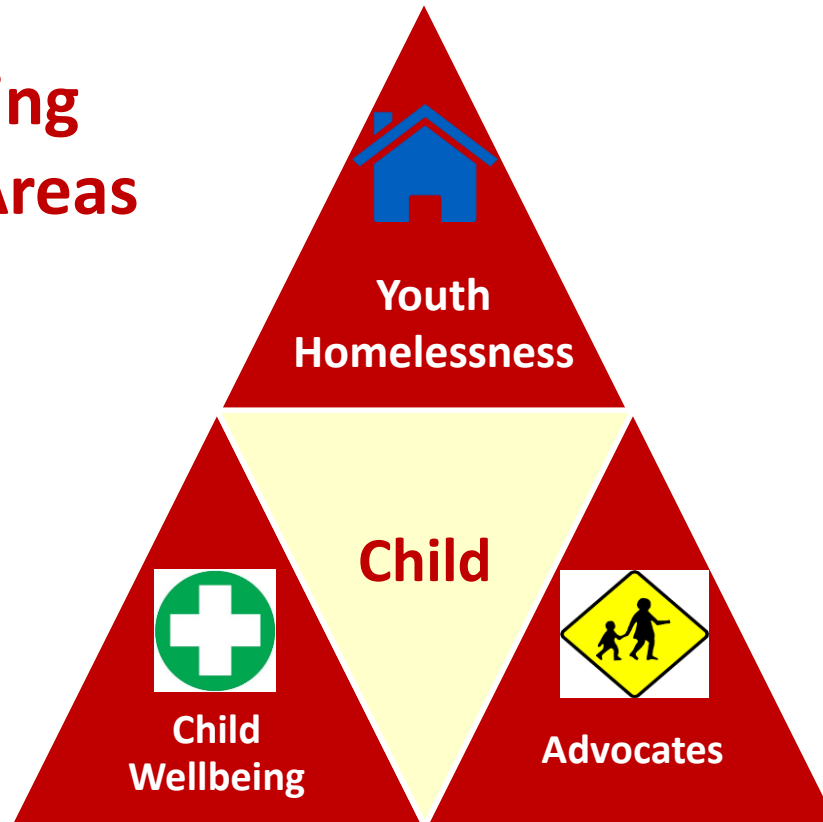 ing
Areas
Youth
Homelessness
Child
Child
Wellbeing
Advocates